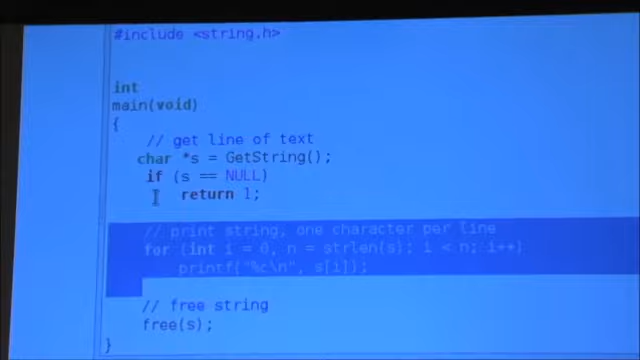 #include <string.h>
int
main(void)
{
// get line of text
char *s = GetString();
if (s == NULL)
return 1;
// print string, one character per line
for (int i = 0, n = strlen(s); i < n; i++)
printf("%c\n", s[i]);
// free string
free(s);
}